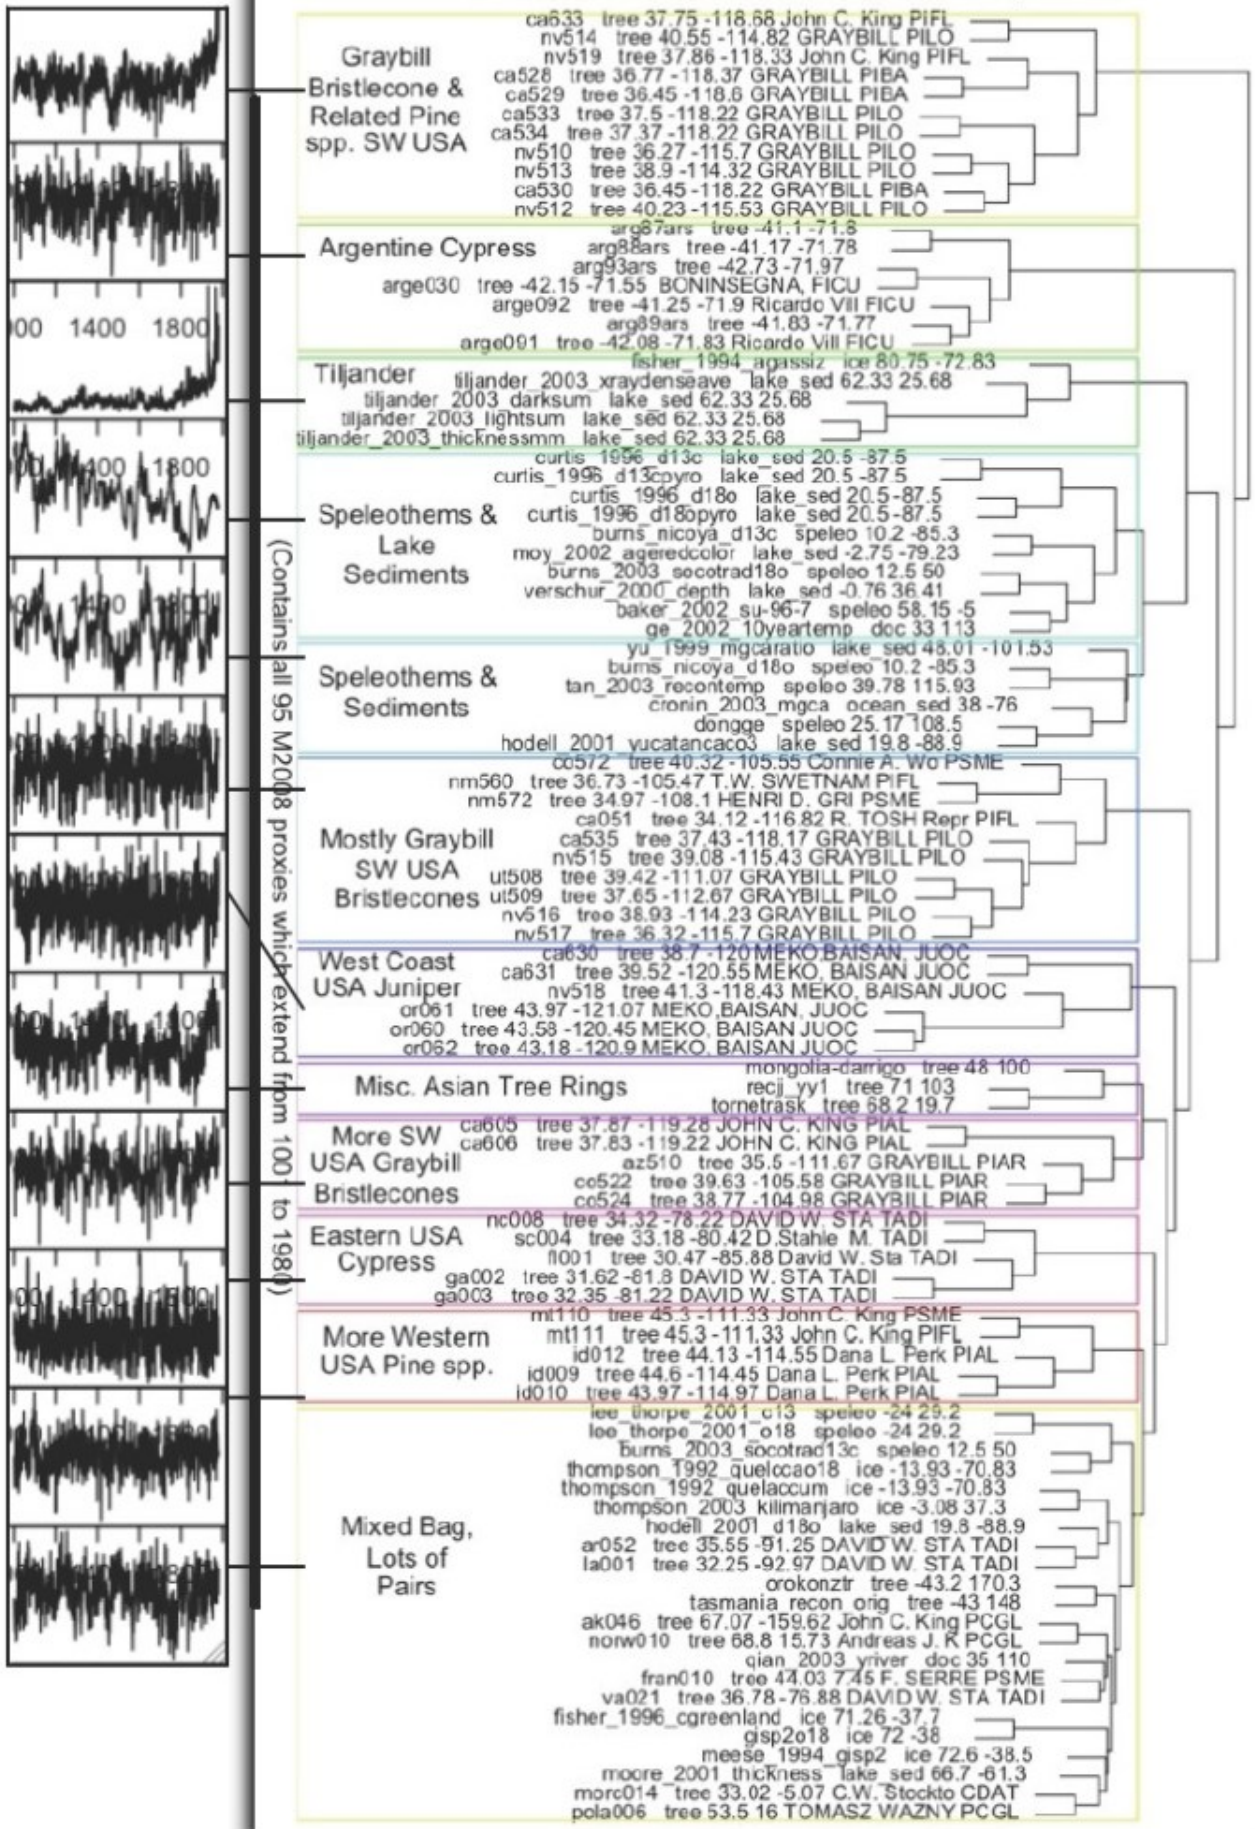 Graybill
Bristlecone &
Related Pine
spp. SW USA
ca633 tree 37.75 -118.68 John C. King PIFL
nv514 tree 40.55 -114.82 GRAYBILL PILO
nv519 tree 37.86 -118.33 John C. King PIFL
ca528 tree 36.77 -118.37 GRAYBILL PIBA
ca529 tree 36.45 -118.6 GRAYBILL PIBA
ca533 tree 37.5 -118.22 GRAYBILL PILO
ca534 tree 37.37 -118.22 GRAYBILL PILO
nv510 tree 36.27 -115.7 GRAYBILL PILO
nv513 tree 38.9 -114.32 GRAYBILL PILO
ca530 tree 36.45 -118.22 GRAYBILL PIBA
nv512 tree 40.23 -115.53 GRAYBILL PILO
Argentine Cypress
arg87ars tree -41.1 -71.8
arg88ars tree -41.17 -71.78
arg93ars tree -42.73 -71.97
arge030 tree -42.15 -71.55 BONINSEGNA, FICU
arge092 tree -41.25 -71.9 Ricardo Vill FICU
arg89ars tree -41.83 -71.77
arge091 tree -42.08 -71.83 Ricardo Vill FICU
Tiljander
fisher_1994_agassiz ice 80.75 -72.83
tiljander_2003_xraydenseave lake_sed 62.33 25.68
tiljander_2003_darksum lake_sed 62.33 25.68
tiljander_2003_lightsum lake_sed 62.33 25.68
tiljander_2003_thicknessmm lake_sed 62.33 25.68
Speleothems &
Lake
Sediments
curtis_1996_d13c lake_sed 20.5 -87.5
curtis_1996_d13cpyro lake_sed 20.5 -87.5
curtis_1996_d18o lake_sed 20.5 -87.5
curtis_1996_d18opyro lake_sed 20.5 -87.5
burns_nicoya_d13c speleo 10.2 -85.3
moy_2002_ageredcolor lake_sed -2.75 -79.23
burns_2003_socotrad18o speleo 12.5 50
verschur_2000_depth lake_sed -0.76 36.41
baker_2002_su-96-7 speleo 58.15 -5
ge_2002_10yeartemp doc 33 113
Speleothems &
Sediments
yu_1999_mgcaratio lake_sed 48.01 -101.53
burns_nicoya_d18o speleo 10.2 -85.3
tan_2003_recontemp speleo 39.78 115.93
cronin_2003_mgca ocean_sed 38 -76
dongge speleo 25.17 108.5
hodell_2001_yucatancaco3 lake_sed 19.8 -88.9
Mostly Graybill
SW USA
Bristlecones
co572 tree 40.32 -105.55 Connie A. Wo PSME
nm560 tree 36.73 -105.47 T.W. SWETNAM PIFL
nm572 tree 34.97 -108.1 HENRI D. GRI PSME
ca051 tree 34.12 -116.82 R. TOSH Repr PIFL
ca535 tree 37.43 -118.17 GRAYBILL PILO
nv515 tree 39.08 -115.43 GRAYBILL PILO
ut508 tree 39.42 -111.07 GRAYBILL PILO
ut509 tree 37.65 -112.67 GRAYBILL PILO
nv516 tree 38.93 -114.23 GRAYBILL PILO
nv517 tree 36.32 -115.7 GRAYBILL PILO
West Coast
USA Juniper
ca630 tree 38.7 -120 MEKO,BAISAN, JUOC
ca631 tree 39.52 -120.55 MEKO, BAISAN JUOC
nv518 tree 41.3 -118.43 MEKO, BAISAN JUOC
or061 tree 43.97 -121.07 MEKO,BAISAN, JUOC
or060 tree 43.58 -120.45 MEKO, BAISAN JUOC
or062 tree 43.18 -120.9 MEKO, BAISAN JUOC
Misc. Asian Tree Rings
mongolia-darrigo tree 48 100
recjj_yy1 tree 71 103
tornetrask tree 68.2 19.7
More SW
USA Graybill
Bristlecones
ca605 tree 37.87 -119.28 JOHN C. KING PIAL
ca606 tree 37.83 -119.22 JOHN C. KING PIAL
az510 tree 35.5 -111.67 GRAYBILL PIAR
co522 tree 39.63 -105.58 GRAYBILL PIAR
co524 tree 38.77 -104.98 GRAYBILL PIAR
Eastern USA
Cypress
nc008 tree 34.32 -78.22 DAVID W. STA TADI
sc004 tree 33.18 -80.42 D.Stahle M. TADI
fl001 tree 30.47 -85.88 David W. Sta TADI
ga002 tree 31.62 -81.8 DAVID W. STA TADI
ga003 tree 32.35 -81.22 DAVID W. STA TADI
More Western
USA Pine spp.
mt110 tree 45.3 -111.33 John C. King PSME
mt111 tree 45.3 -111.33 John C. King PIFL
id012 tree 44.13 -114.55 Dana L. Perk PIAL
id009 tree 44.6 -114.45 Dana L. Perk PIAL
id010 tree 43.97 -114.97 Dana L. Perk PIAL
Mixed Bag,
Lots of
Pairs
lee_thorpe_2001_c13 speleo -24 29.2
lee_thorpe_2001_o18 speleo -24 29.2
burns_2003_socotrad13c speleo 12.5 50
thompson_1992_quelccao18 ice -13.93 -70.83
thompson_1992_quelaccum ice -13.93 -70.83
thompson_2003_kilimanjaro ice -3.08 37.3
hodell_2001_d18o lake_sed 19.8 -88.9
ar052 tree 35.55 -91.25 DAVID W. STA TADI
la001 tree 32.25 -92.97 DAVID W. STA TADI
orokonztr tree -43.2 170.3
tasmania_recon_orig tree -43 148
ak046 tree 67.07 -159.62 John C. King PCGL
norw010 tree 68.8 15.73 Andreas J. K PCGL
qian_2003_yriver doc 35 110
fran010 tree 44.03 7.45 F. SERRE PSME
va021 tree 36.78 -76.88 DAVID W. STA TADI
fisher_1996_cgreenland ice 71.26 -37.7
gisp2o18 ice 72 -38
meese_1994_gisp2 ice 72.6 -38.5
moore_2001_thickness lake_sed 66.7 -61.3
morc014 tree 33.02 -5.07 C.W. Stockto CDAT
pola006 tree 53.5 16 TOMASZ WAZNY PCGL
(Contains all 95 M2008 proxies which extend from 1001 to 1980)
00 1400 1800
00 1400 1800
1400 1800
00 1400 1800